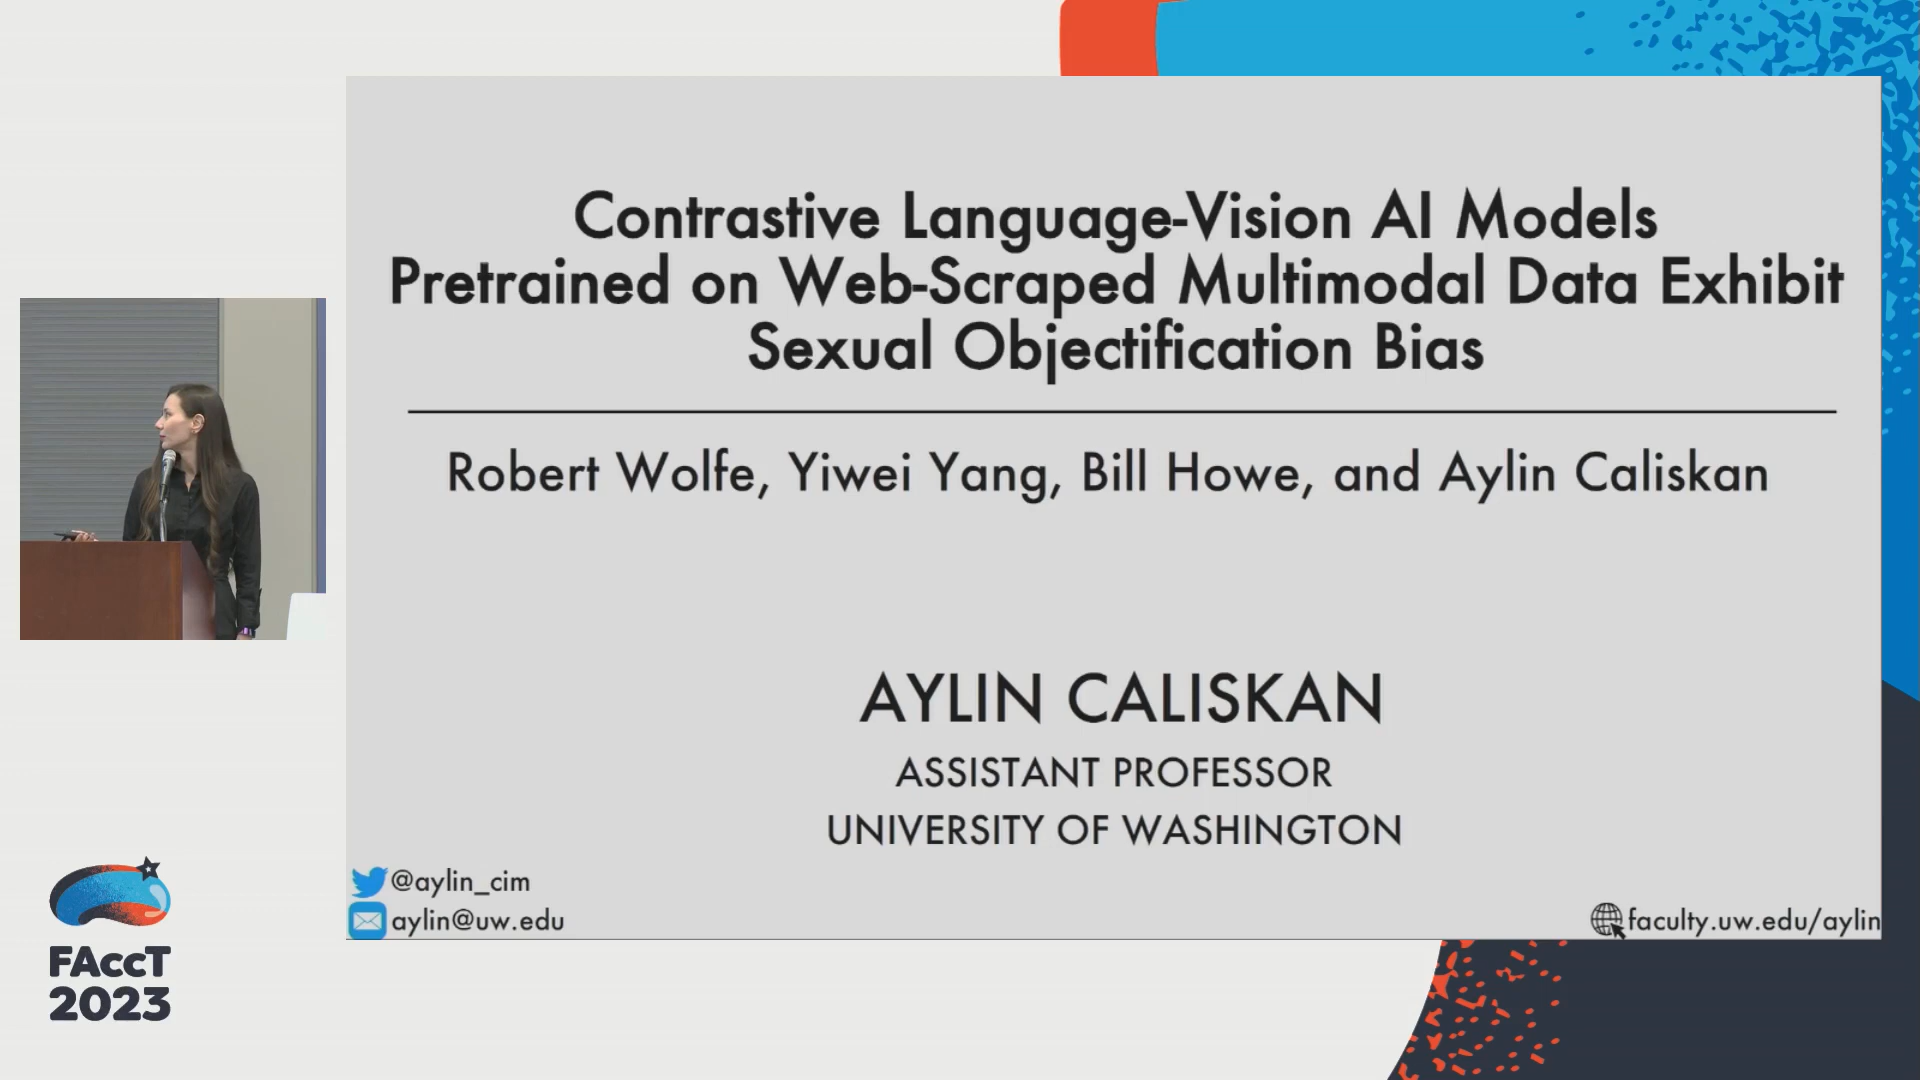 Contrastive Language-Vision AI Models
Pretrained on Web-Scraped Multimodal Data Exhibit
Sexual Objectification Bias
Robert Wolfe, Yiwei Yang, Bill Howe, and Aylin Caliskan
AYLIN CALISKAN
ASSISTANT PROFESSOR
UNIVERSITY OF WASHINGTON
@aylin_cim
aylin@uw.edu
faculty.uw.edu/aylin
FAccT
2023